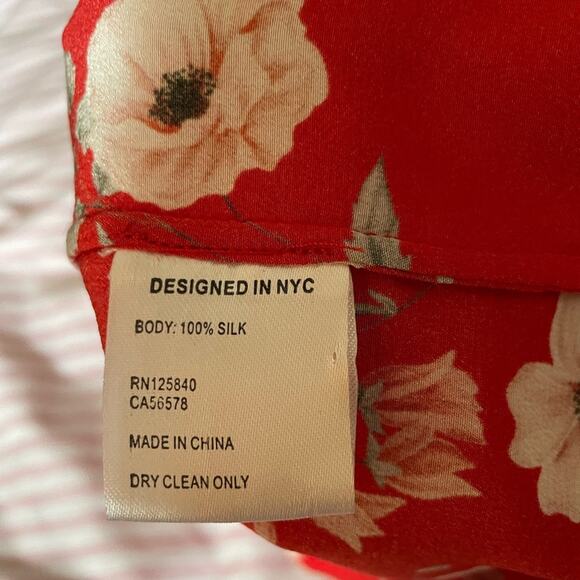 DESIGNED IN NYC
BODY: 100% SILK
RN125840
CA56578
MADE IN CHINA
DRY CLEAN ONLY